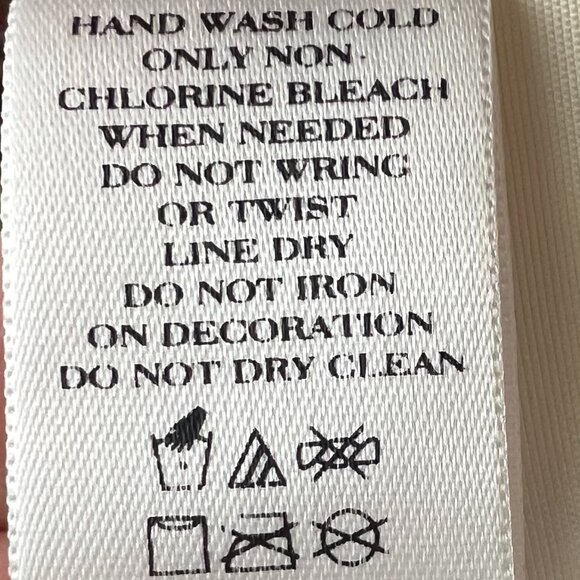 HAND WASH COLD
ONLY NON-
CHLORINE BLEACH
WHEN NEEDED
DO NOT WRING
OR TWIST
LINE DRY
DO NOT IRON
ON DECORATION
DO NOT DRY CLEAN